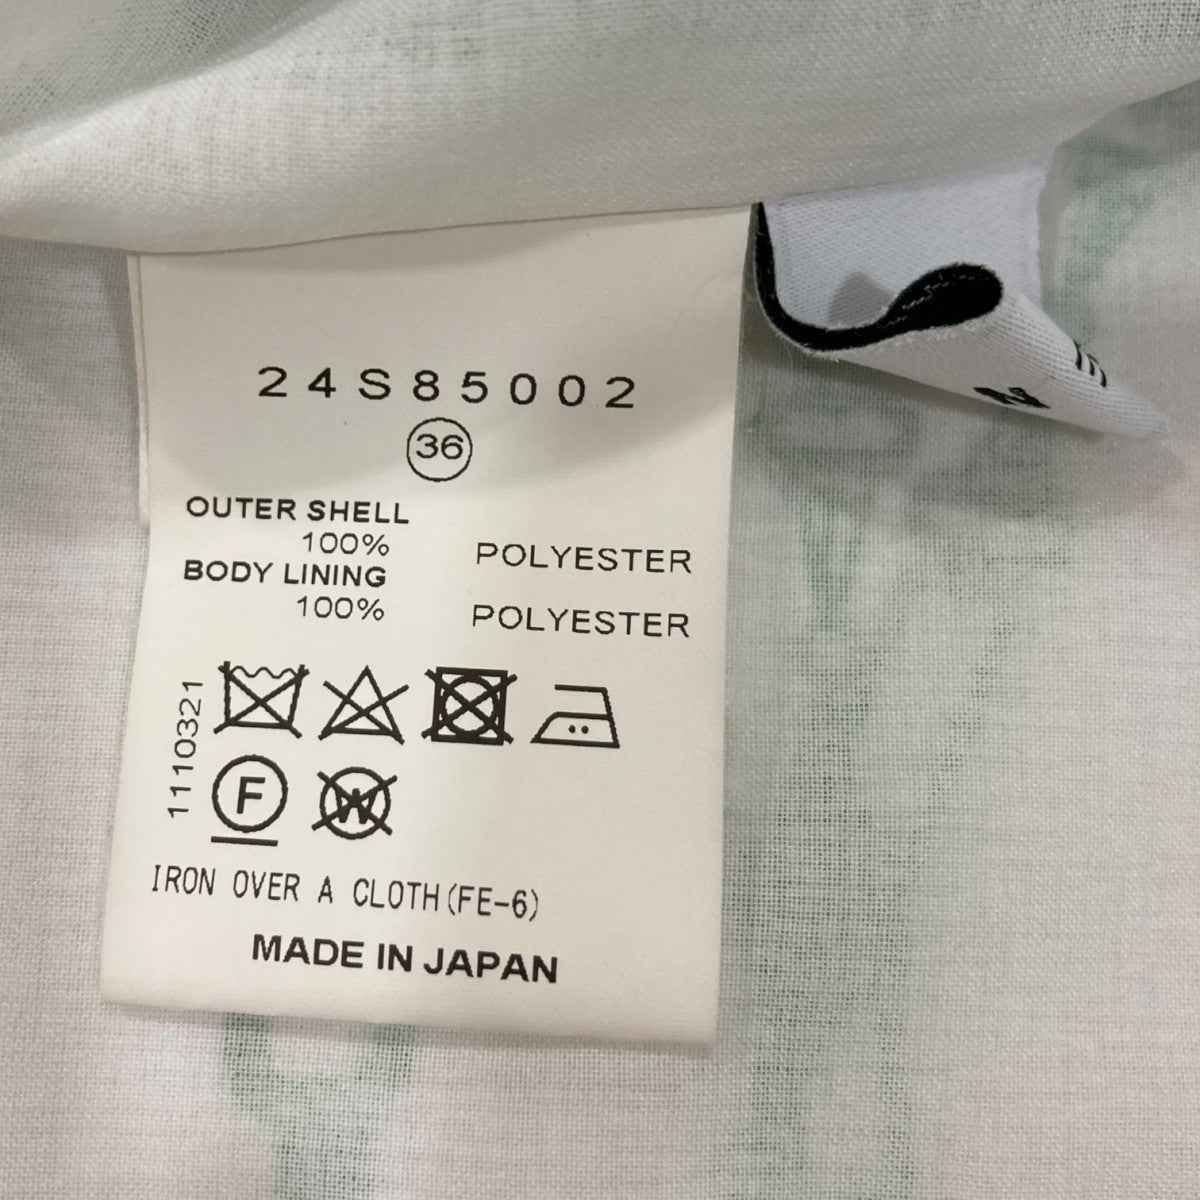 24S85002
36
OUTER SHELL
100% POLYESTER
BODY LINING
100% POLYESTER
1110321
F W
IRON OVER A CLOTH(FE-6)
MADE IN JAPAN